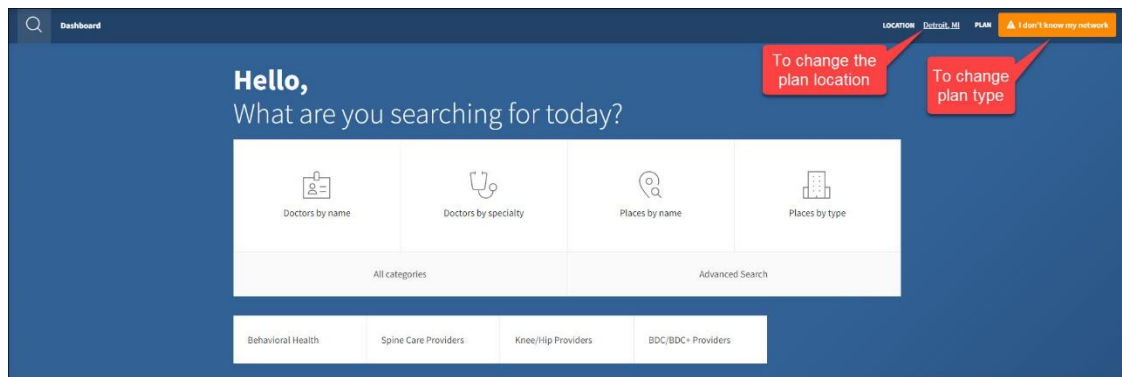 Dashboard
LOCATION Detroit, MI PLAN I don't know my network
To change the
plan location
To change
plan type
Hello,
What are you searching for today?
Doctors by name
Doctors by specialty
Places by name
Places by type
All categories
Advanced Search
Behavioral Health
Spine Care Providers
Knee/Hip Providers
BDC/BDC+ Providers